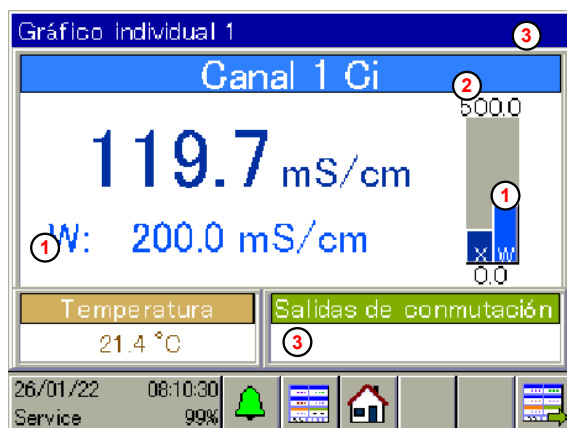 Gráfico individual 1
3
Canal 1 Ci
2
500.0
119.7 mS/cm
1
1
W: 200.0 mS/cm
X W
0.0
Temperatura
Salidas de conmutación
21.4 °C
3
26/01/22 08:10:30
Service 99%